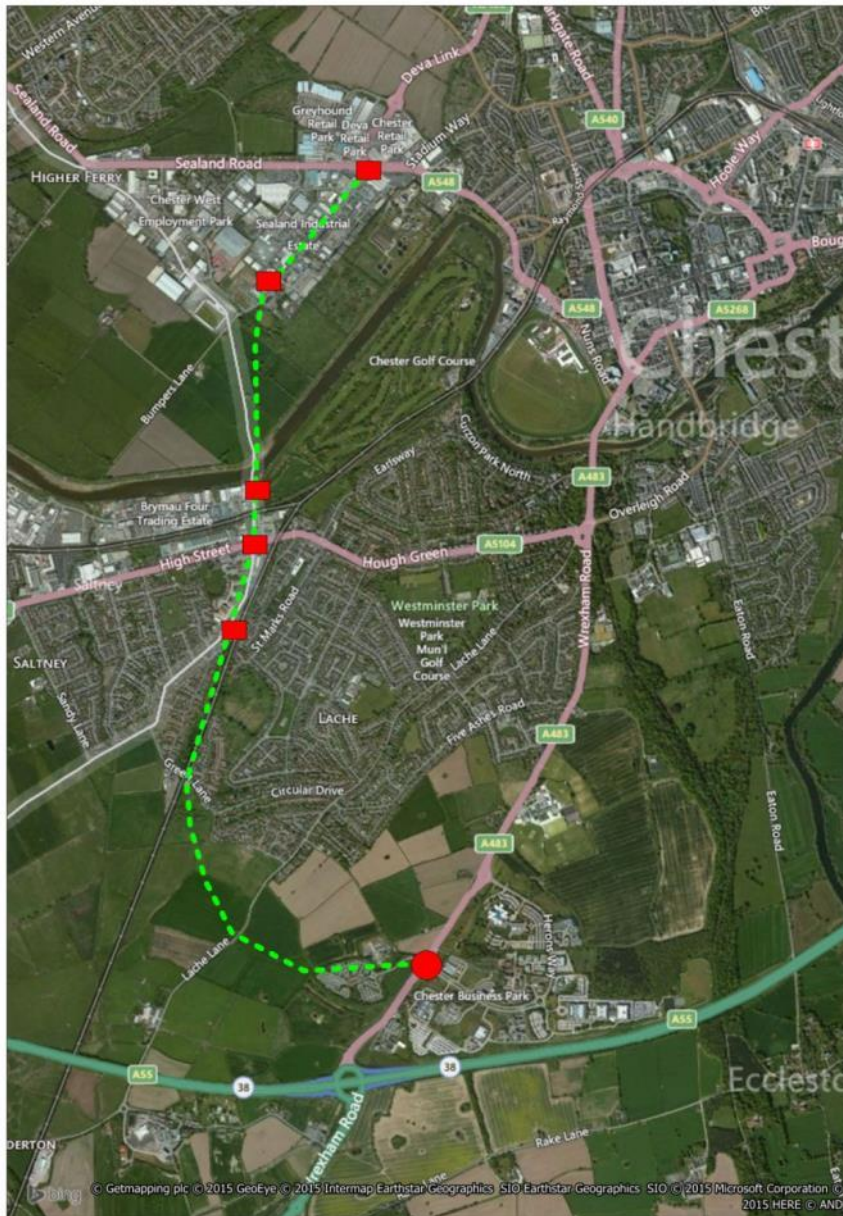 Western Avenue
Deva Link
Parkgate Road
Sealand Road
Greyhound
Retail
Park
Deva
Retail
Park
Chester
Retail
Park
Stadium Way
A540
Hoole Way
Sealand Road
HIGHER FERRY
A548
Chester West
Employment Park
Sealand Industrial
Estate
Boug
A548
Nuns Road
A5268
Chest
Chester Golf Course
Bumpers Lane
Handbridge
Curzon Park North
Earlsway
A483
Overleigh Road
Brymau Four
Trading Estate
High Street
Hough Green
A5104
Saltney
St Marks Road
Westminster Park
Westminster
Park
Mun'l
Golf
Course
Lache Lane
Wrexham Road
Eaton Road
SALTNEY
Sandy Lane
LACHE
Five Ashes Road
A483
Green Lane
Circular Drive
Eaton Road
A483
Lache Lane
Herons Way
Chester Business Park
A55
A55
38
38
Ecclesto
Wrexham Road
Rake Lane
DERTON
bing
© Getmapping plc © 2015 GeoEye © 2015 Intermap Earthstar Geographics SIO Earthstar Geographics SIO © 2015 Microsoft Corporation ©
2015 HERE © AND